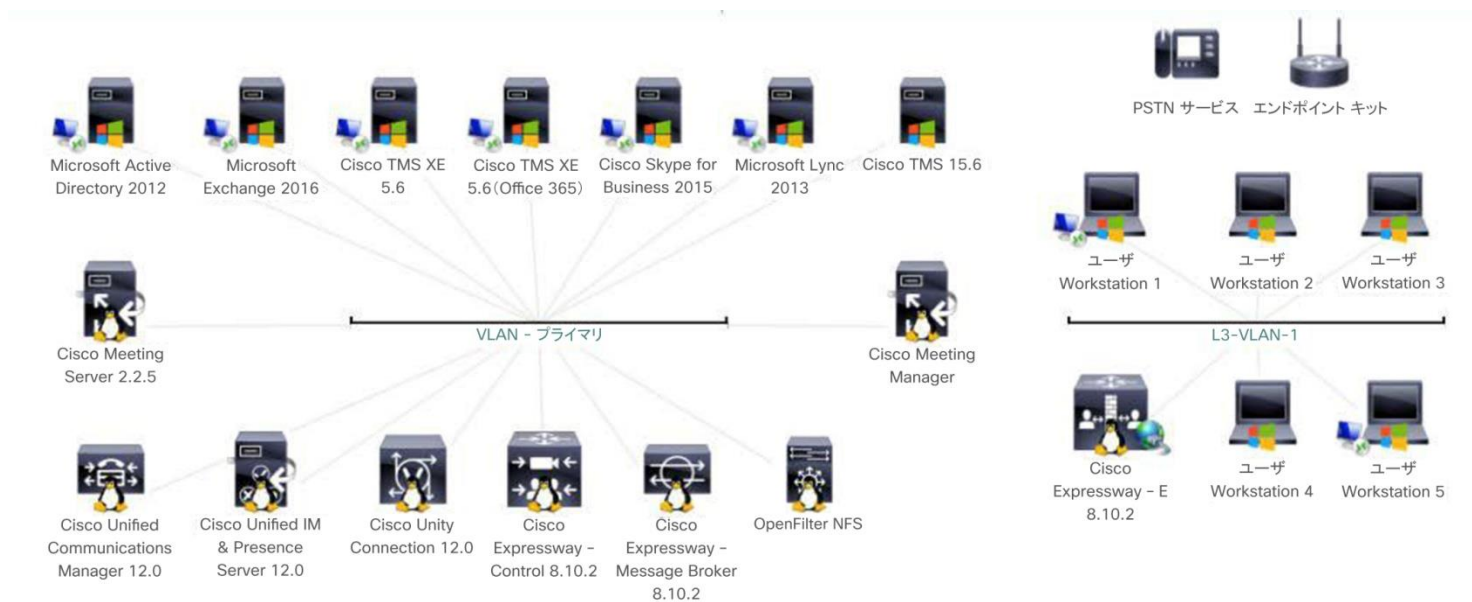 PSTN サービス
エンドポイント キット
Microsoft Active
Directory 2012
Microsoft
Exchange 2016
Cisco TMS XE
5.6
Cisco TMS XE
5.6（Office 365）
Cisco Skype for
Business 2015
Microsoft Lync
2013
Cisco TMS 15.6
ユーザ
Workstation 1
ユーザ
Workstation 2
ユーザ
Workstation 3
VLAN - プライマリ
L3-VLAN-1
Cisco Meeting
Server 2.2.5
Cisco Meeting
Manager
Cisco Unified
Communications
Manager 12.0
Cisco Unified IM
& Presence
Server 12.0
Cisco Unity
Connection 12.0
Cisco
Expressway –
Control 8.10.2
Cisco
Expressway –
Message Broker
8.10.2
OpenFilter NFS
Cisco
Expressway – E
8.10.2
ユーザ
Workstation 4
ユーザ
Workstation 5